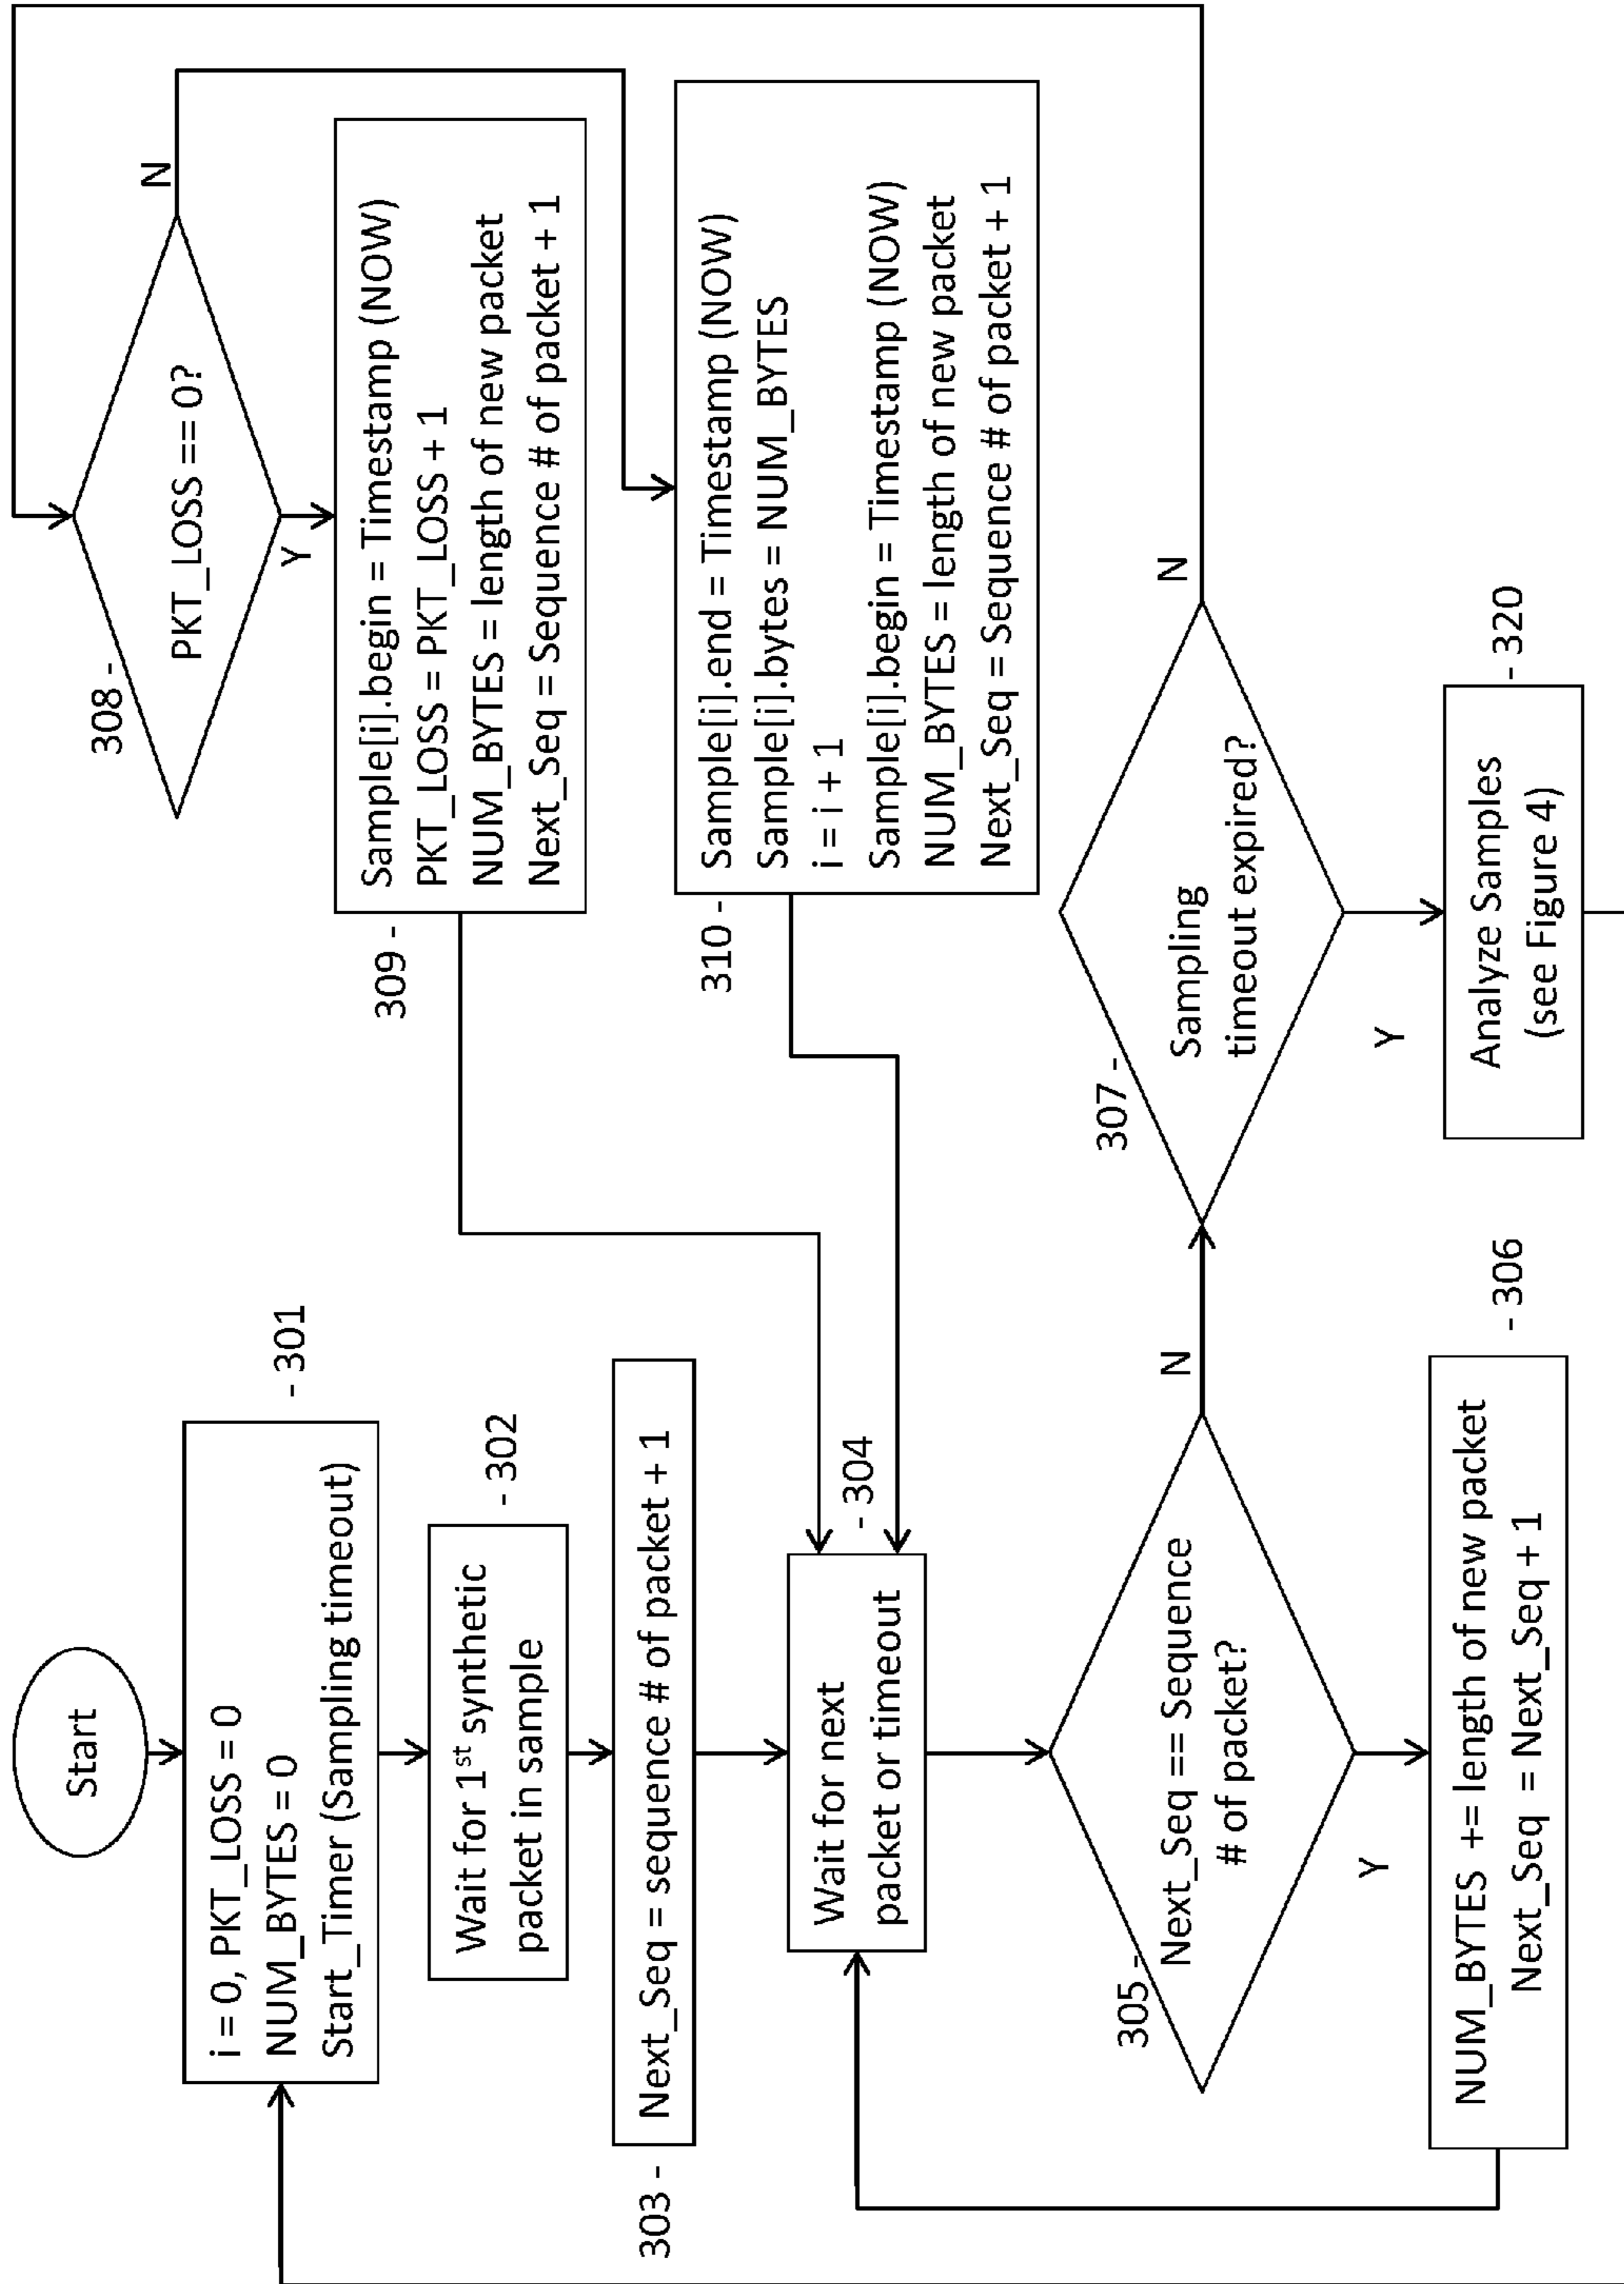 Start
i = 0, PKT_LOSS = 0
NUM_BYTES = 0
Start_Timer (Sampling timeout)
- 301
Wait for 1st synthetic
packet in sample
- 302
303 -
Next_Seq = sequence # of packet + 1
Wait for next
packet or timeout
- 304
305 -
Next_Seq == Sequence
# of packet?
N
Y
NUM_BYTES += length of new packet
Next_Seq = Next_Seq + 1
- 306
307 -
Sampling
timeout expired?
N
Y
Analyze Samples
(see Figure 4)
- 320
308 -
PKT_LOSS == 0?
N
Y
309 -
Sample[i].begin = Timestamp (NOW)
PKT_LOSS = PKT_LOSS + 1
NUM_BYTES = length of new packet
Next_Seq = Sequence # of packet + 1
310 -
Sample[i].end = Timestamp (NOW)
Sample[i].bytes = NUM_BYTES
i = i + 1
Sample[i].begin = Timestamp (NOW)
NUM_BYTES = length of new packet
Next_Seq = Sequence # of packet + 1